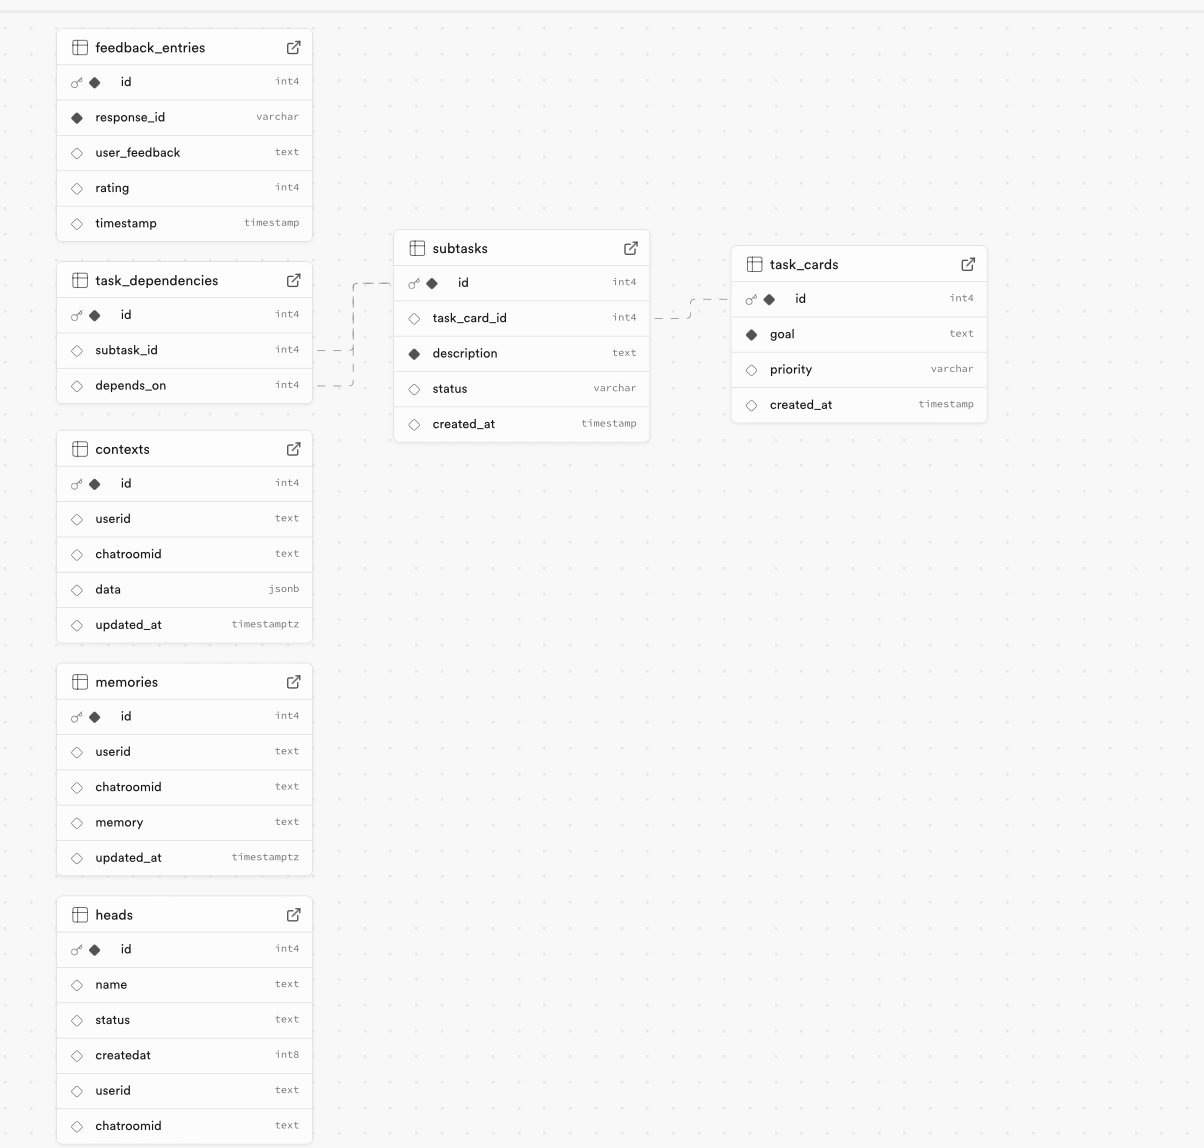 feedback_entries
id int4
response_id varchar
user_feedback text
rating int4
timestamp timestamp
task_dependencies
id int4
subtask_id int4
depends_on int4
contexts
id int4
userid text
chatroomid text
data jsonb
updated_at timestamptz
memories
id int4
userid text
chatroomid text
memory text
updated_at timestamptz
heads
id int4
name text
status text
createdat int8
userid text
chatroomid text
subtasks
id int4
task_card_id int4
description text
status varchar
created_at timestamp
task_cards
id int4
goal text
priority varchar
created_at timestamp